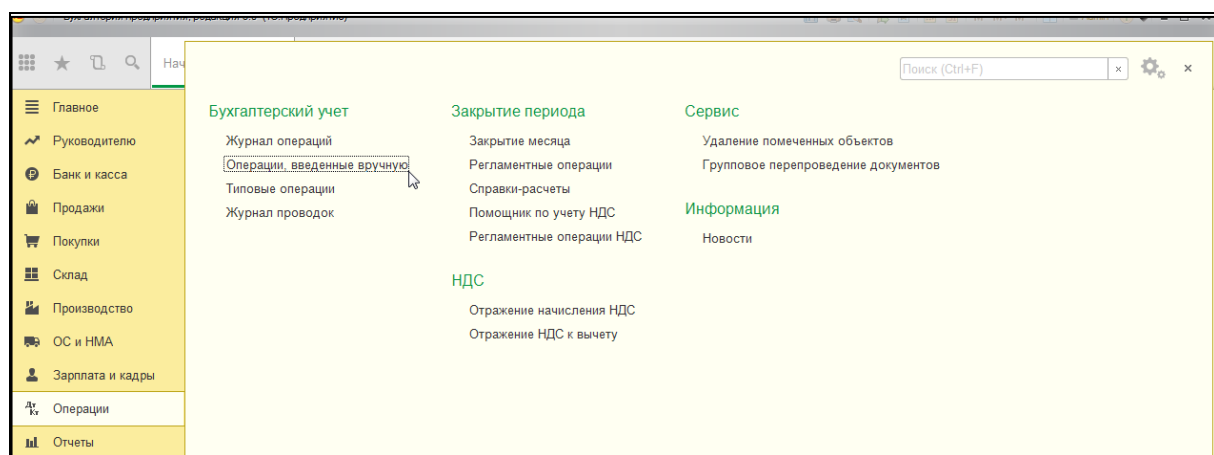 Нач
Поиск (Ctrl+F)
Главное
Руководителю
Банк и касса
Продажи
Покупки
Склад
Производство
ОС и НМА
Зарплата и кадры
Дт
Кт
Операции
Отчеты
Бухгалтерский учет
Журнал операций
Операции, введенные вручную
Типовые операции
Журнал проводок
Закрытие периода
Закрытие месяца
Регламентные операции
Справки-расчеты
Помощник по учету НДС
Регламентные операции НДС
НДС
Отражение начисления НДС
Отражение НДС к вычету
Сервис
Удаление помеченных объектов
Групповое перепроведение документов
Информация
Новости